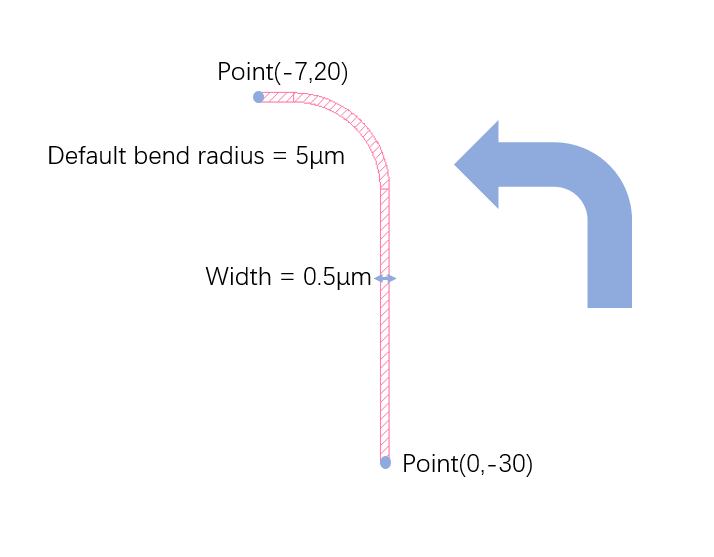 Point(-7,20)
Default bend radius = 5μm
Width = 0.5μm
Point(0,-30)